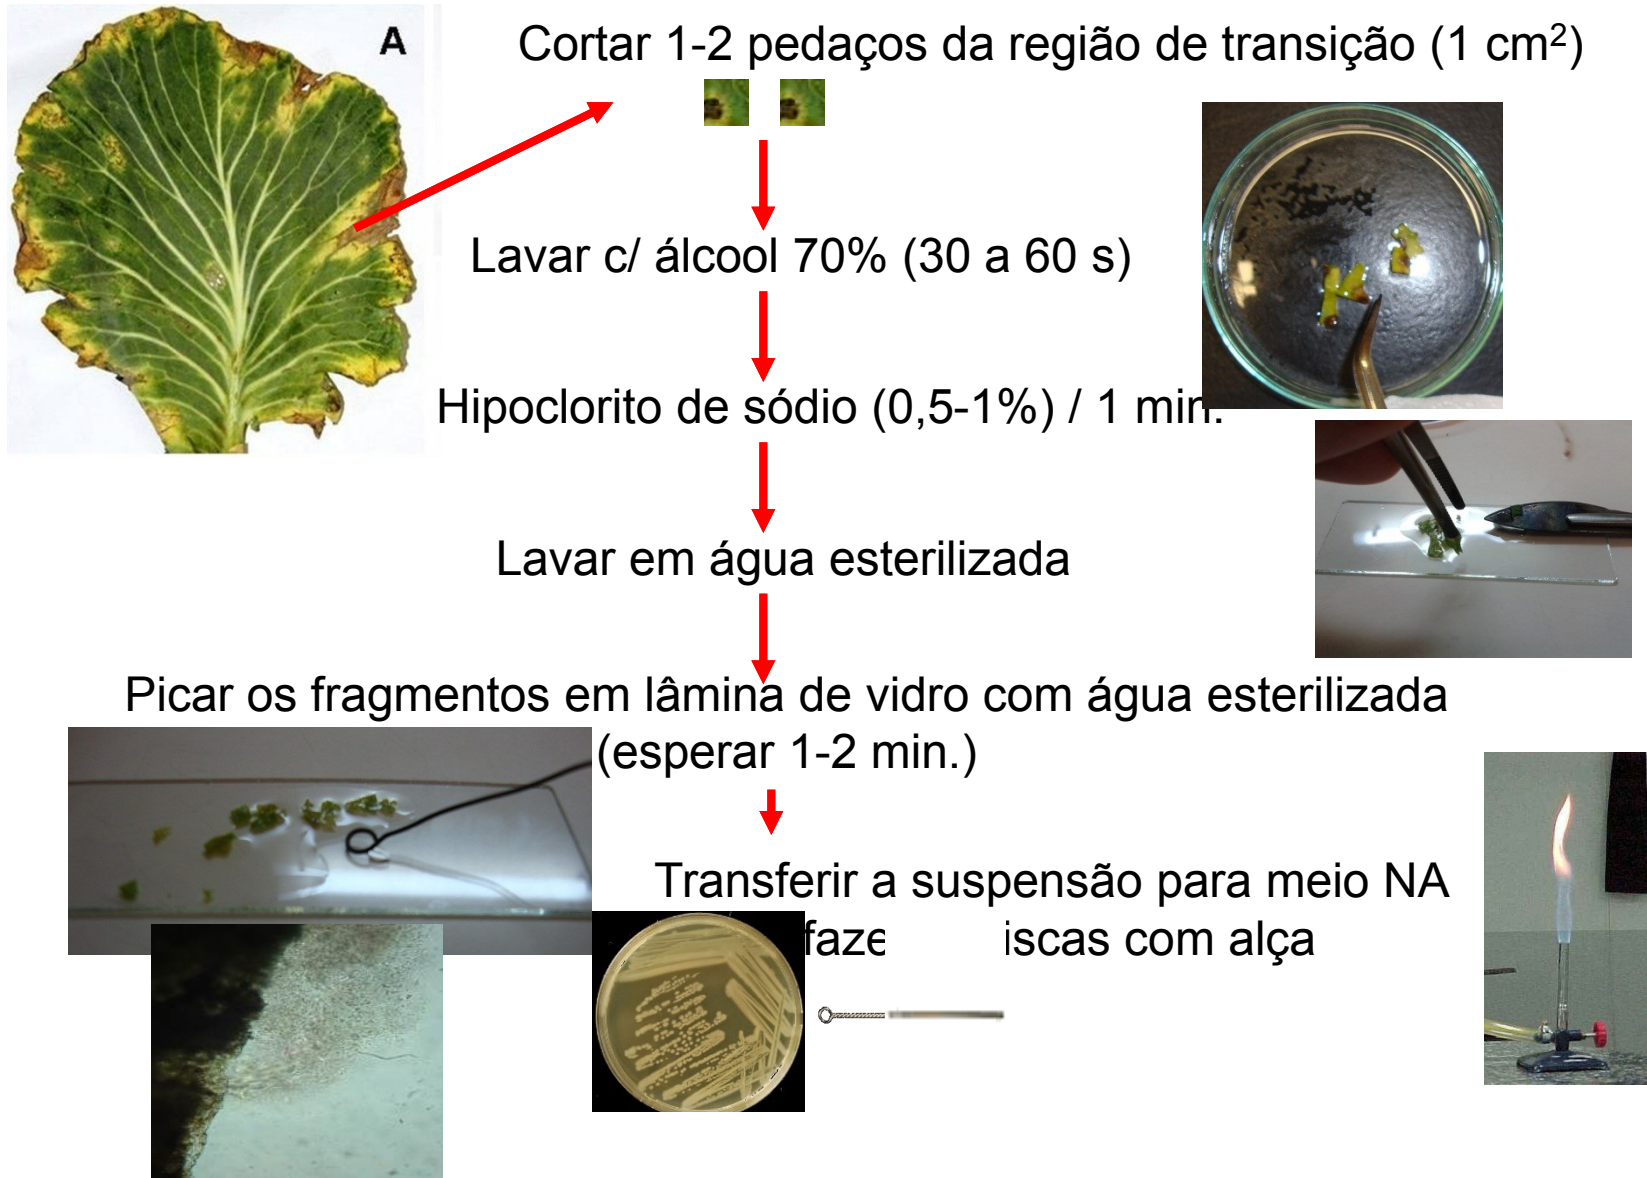 A
Cortar 1-2 pedaços da região de transição (1 cm²)
Lavar c/ álcool 70% (30 a 60 s)
Hipoclorito de sódio (0,5-1%) / 1 min.
Lavar em água esterilizada
Picar os fragmentos em lâmina de vidro com água esterilizada
(esperar 1-2 min.)
Transferir a suspensão para meio NA
com alça